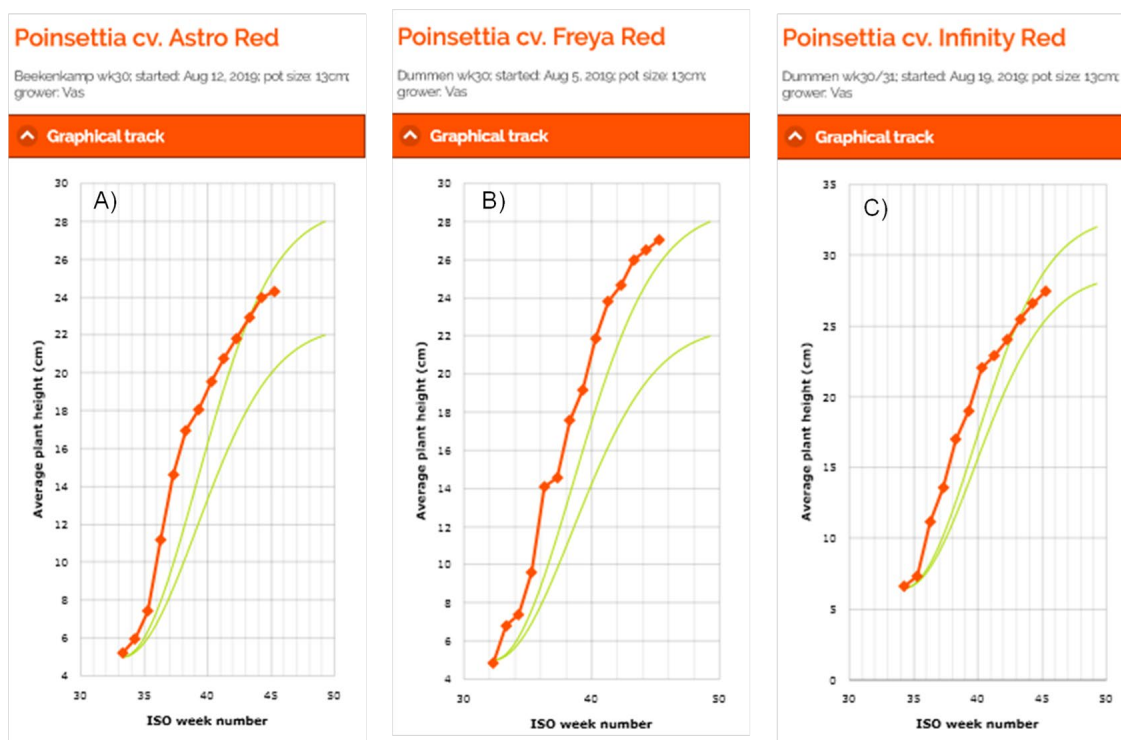 Poinsettia cv. Astro Red
Beekenkamp wk30; started: Aug 12, 2019; pot size: 13cm;
grower: Vas
Graphical track
A)
30
28
26
24
22
20
18
16
14
12
10
8
6
4
Average plant height (cm)
30 35 40 45 50
ISO week number
Poinsettia cv. Freya Red
Dummen wk30; started: Aug 5, 2019; pot size: 13cm;
grower: Vas
Graphical track
B)
30
28
26
24
22
20
18
16
14
12
10
8
6
4
Average plant height (cm)
30 40 50
ISO week number
Poinsettia cv. Infinity Red
Dummen wk30/31; started: Aug 19, 2019; pot size: 13cm;
grower: Vas
Graphical track
C)
35
30
25
20
15
10
5
0
Average plant height (cm)
30 35 40 45 50
ISO week number